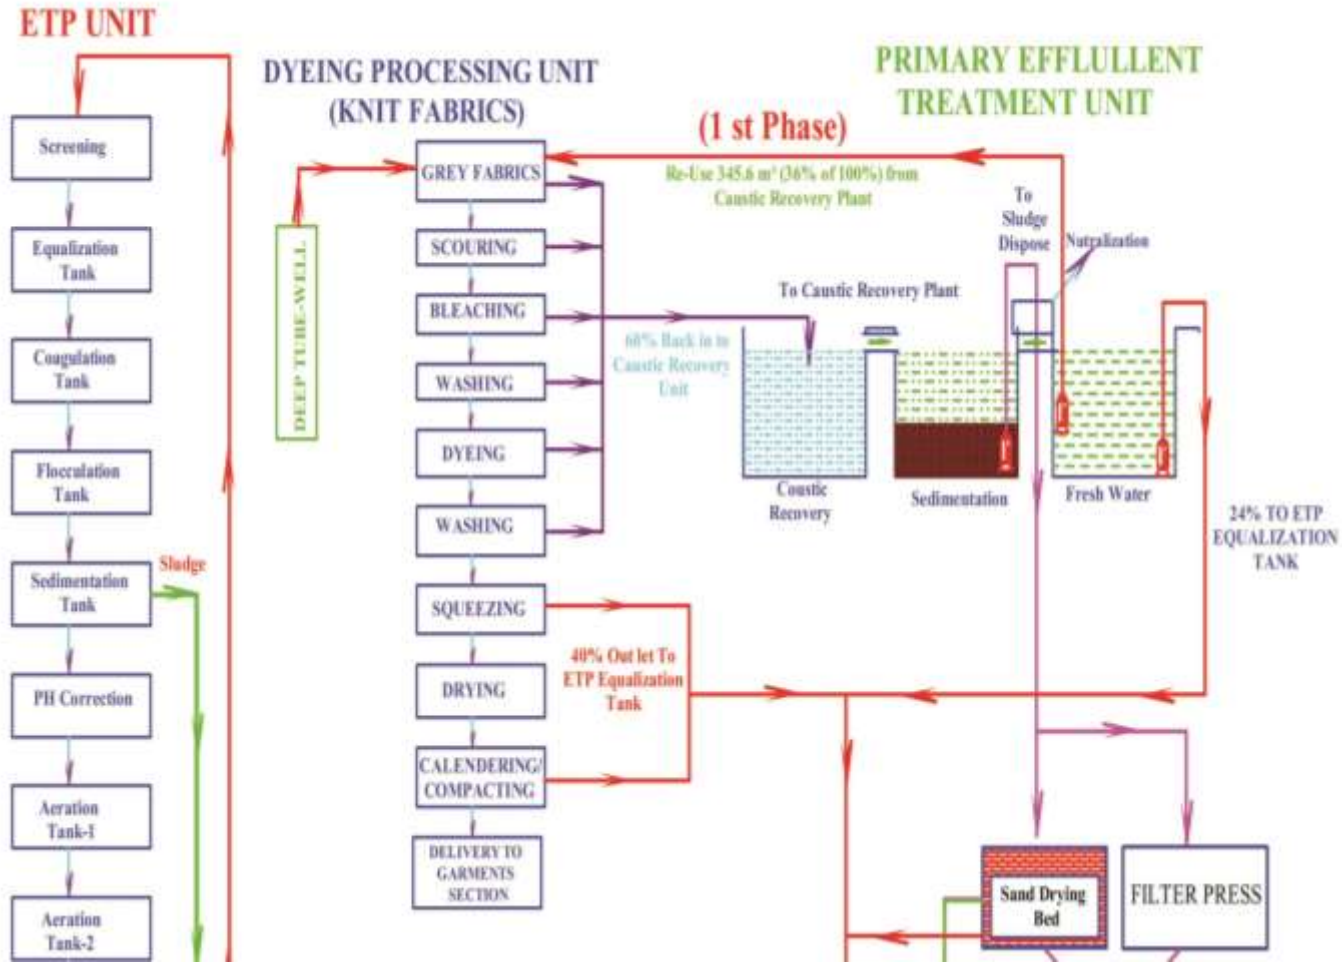 ETP UNIT
Screening
Equalization
Tank
Coagulation
Tank
Flocculation
Tank
Sedimentation
Tank
Sludge
PH Correction
Aeration
Tank-1
Aeration
Tank-2
DYEING PROCESSING UNIT
(KNIT FABRICS)
DEEP TUBE-WELL
GREY FABRICS
SCOURING
BLEACHING
WASHING
DYEING
WASHING
SQUEEZING
DRYING
CALENDERING/
COMPACTING
DELIVERY TO
GARMENTS
SECTION
40% Out let To
ETP Equalization
Tank
PRIMARY EFFLULLENT
TREATMENT UNIT
(1 st Phase)
Re-Use 345.6 m³ (36% of 100%) from
Caustic Recovery Plant
To
Sludge
Dispose
Nutralization
To Caustic Recovery Plant
60% Back in to
Caustic Recovery
Unit
Coustic
Recovery
Sedimentation
Fresh Water
24% TO ETP
EQUALIZATION
TANK
Sand Drying
Bed
FILTER PRESS